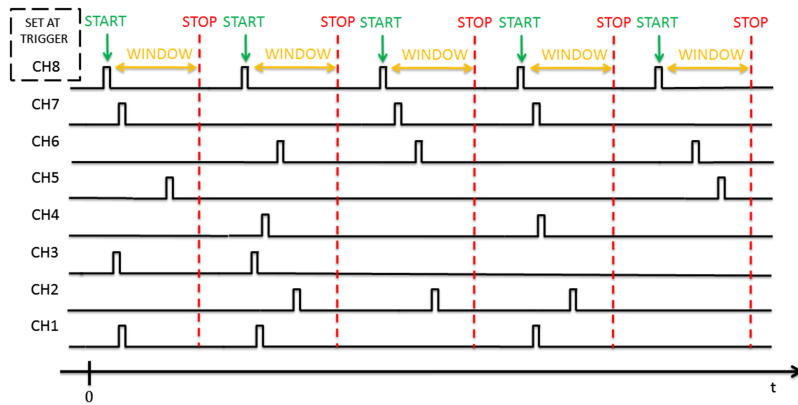 SET AT
TRIGGER
START STOP START STOP START STOP START STOP START STOP
WINDOW WINDOW WINDOW WINDOW WINDOW
CH8
CH7
CH6
CH5
CH4
CH3
CH2
CH1
0 t